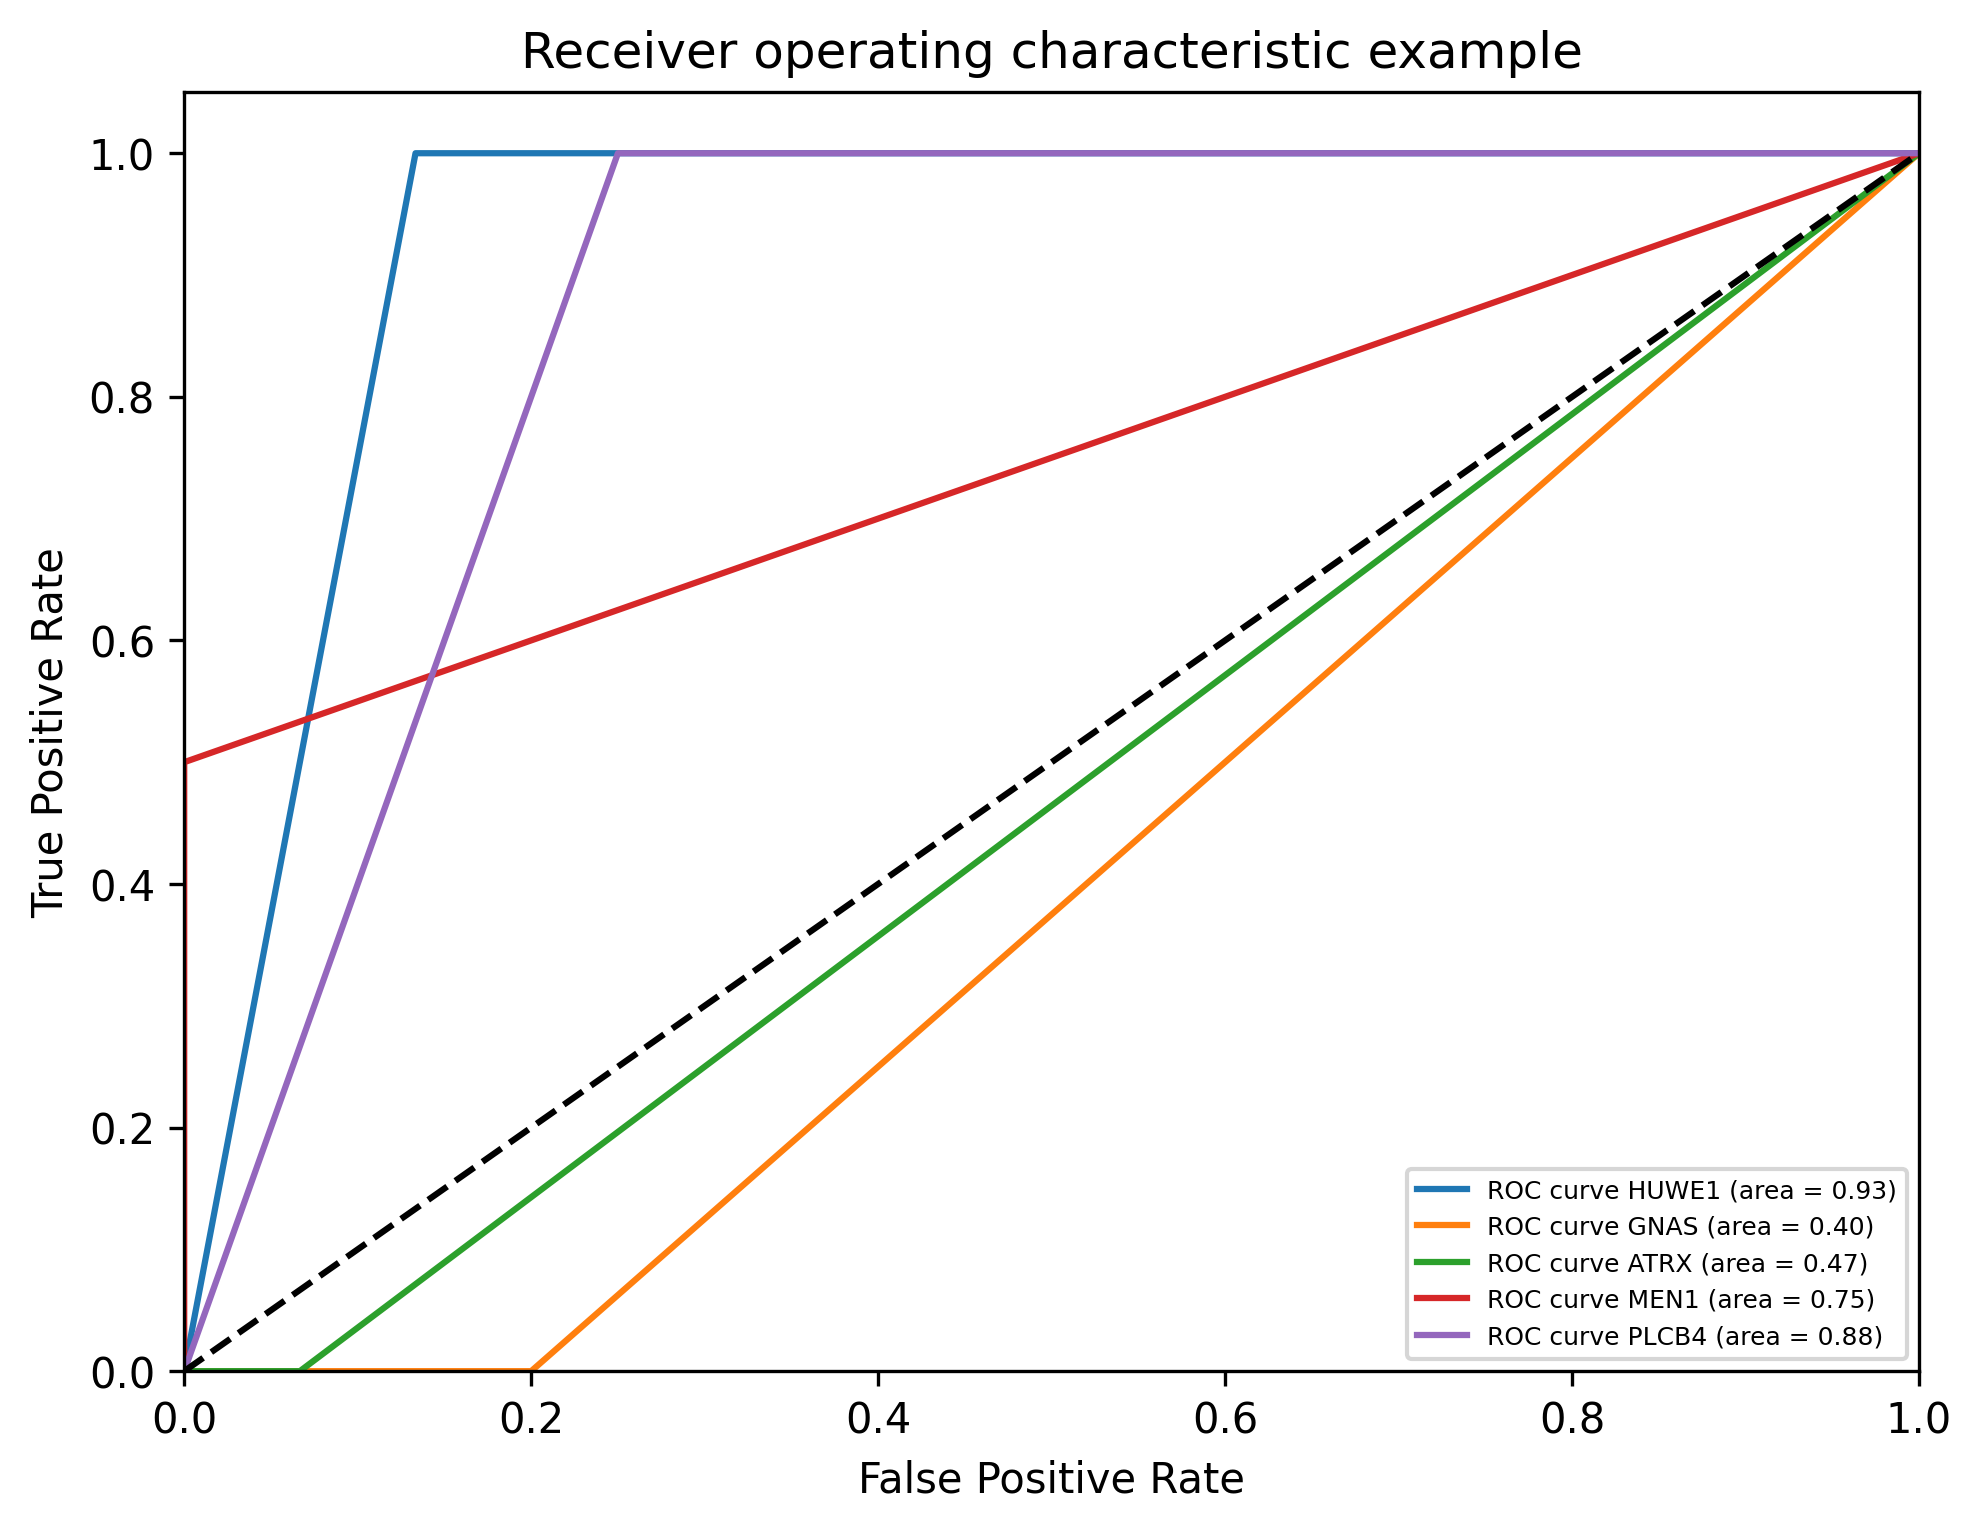 Receiver operating characteristic example
True Positive Rate
1.0
0.8
0.6
0.4
0.2
0.0
ROC curve HUWE1 (area = 0.93)
ROC curve GNAS (area = 0.40)
ROC curve ATRX (area = 0.47)
ROC curve MEN1 (area = 0.75)
ROC curve PLCB4 (area = 0.88)
0.0 0.2 0.4 0.6 0.8 1.0
False Positive Rate